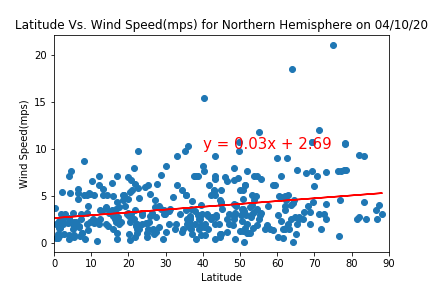 Latitude Vs. Wind Speed(mps) for Northern Hemisphere on 04/10/20
Wind Speed(mps)
20
15
10
5
0
y = 0.03x + 2.69
0 10 20 30 40 50 60 70 80 90
Latitude